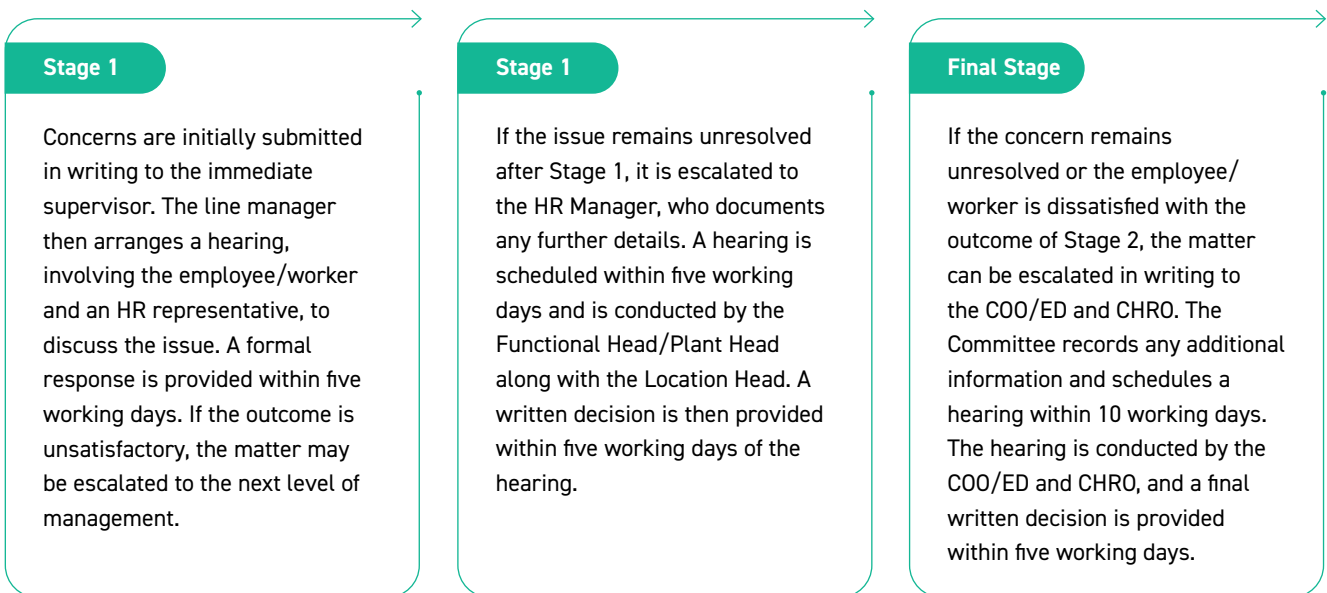 Stage 1
Concerns are initially submitted
in writing to the immediate
supervisor. The line manager
then arranges a hearing,
involving the employee/worker
and an HR representative, to
discuss the issue. A formal
response is provided within five
working days. If the outcome is
unsatisfactory, the matter may
be escalated to the next level of
management.
Stage 1
If the issue remains unresolved
after Stage 1, it is escalated to
the HR Manager, who documents
any further details. A hearing is
scheduled within five working
days and is conducted by the
Functional Head/Plant Head
along with the Location Head. A
written decision is then provided
within five working days of the
hearing.
Final Stage
If the concern remains
unresolved or the employee/
worker is dissatisfied with the
outcome of Stage 2, the matter
can be escalated in writing to
the COO/ED and CHRO. The
Committee records any additional
information and schedules a
hearing within 10 working days.
The hearing is conducted by the
COO/ED and CHRO, and a final
written decision is provided
within five working days.